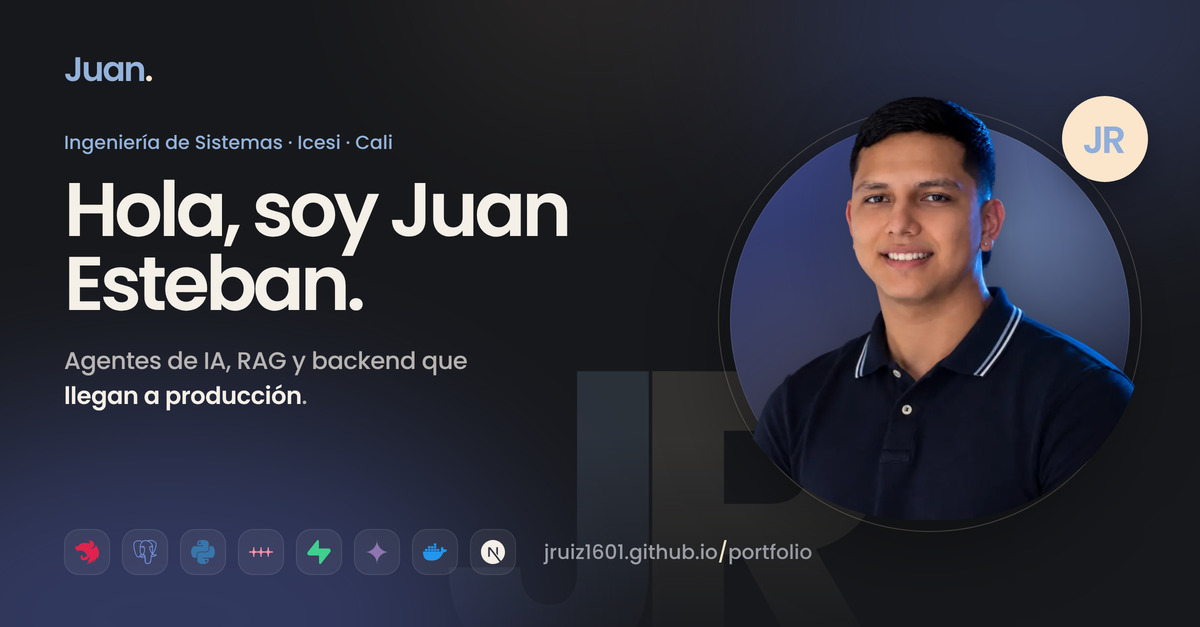 Juan.
Ingeniería de Sistemas · Icesi · Cali
Hola, soy Juan
Esteban.
Agentes de IA, RAG y backend que
llegan a producción.
JR
JR
N
jruiz1601.github.io/portfolio